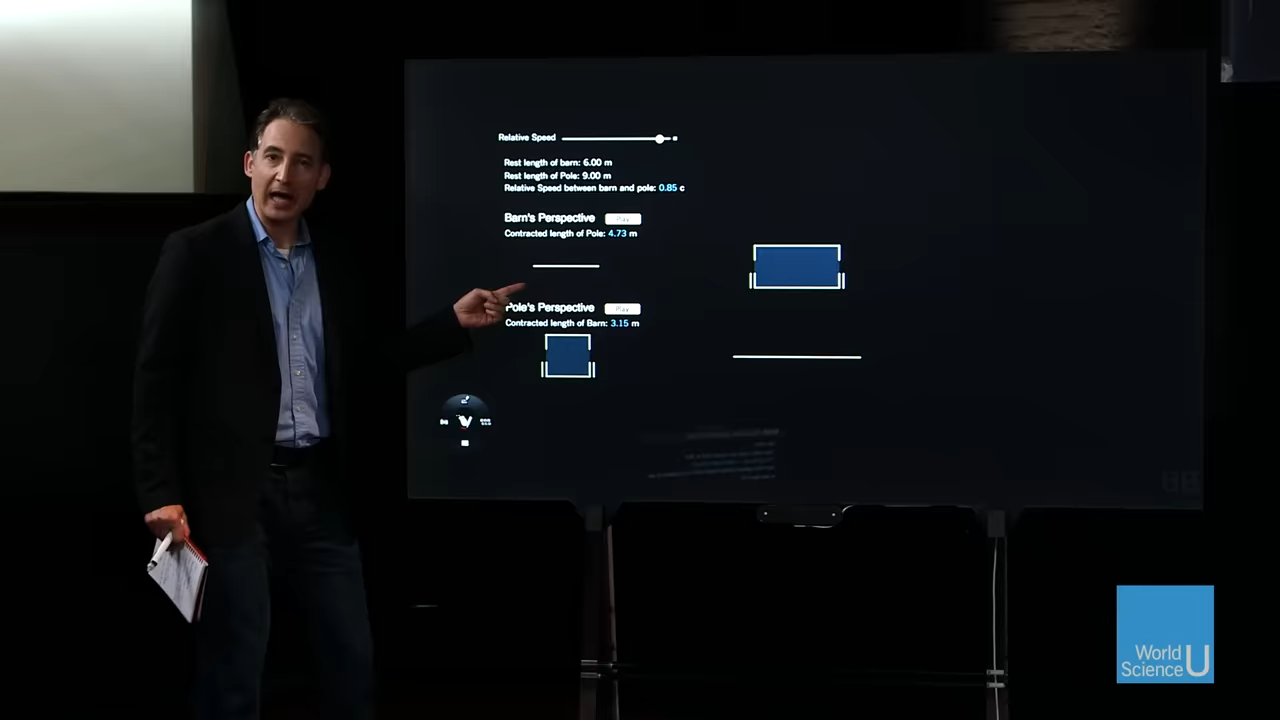 Relative Speed
Rest length of barn: 6.00 m
Rest length of Pole: 9.00 m
Relative Speed between barn and pole: 0.85 c
Barn's Perspective Play
Contracted length of Pole: 4.73 m
Pole's Perspective Play
Contracted length of Barn: 3.15 m
World
Science U